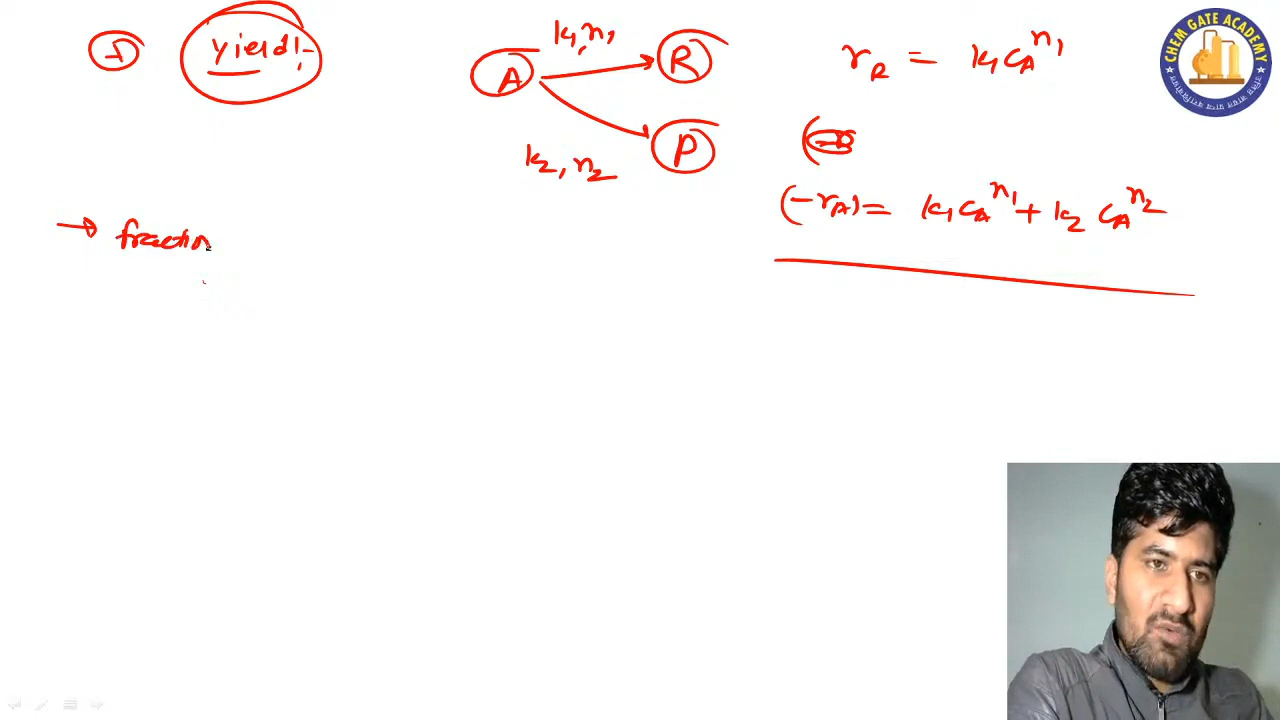 Yield:-
k1, n1
A
R
rR = k1 CA^n1
P
k2, n2
(-rA) = k1 CA^n1 + k2 CA^n2
→ fraction
CHEM GATE ACADEMY